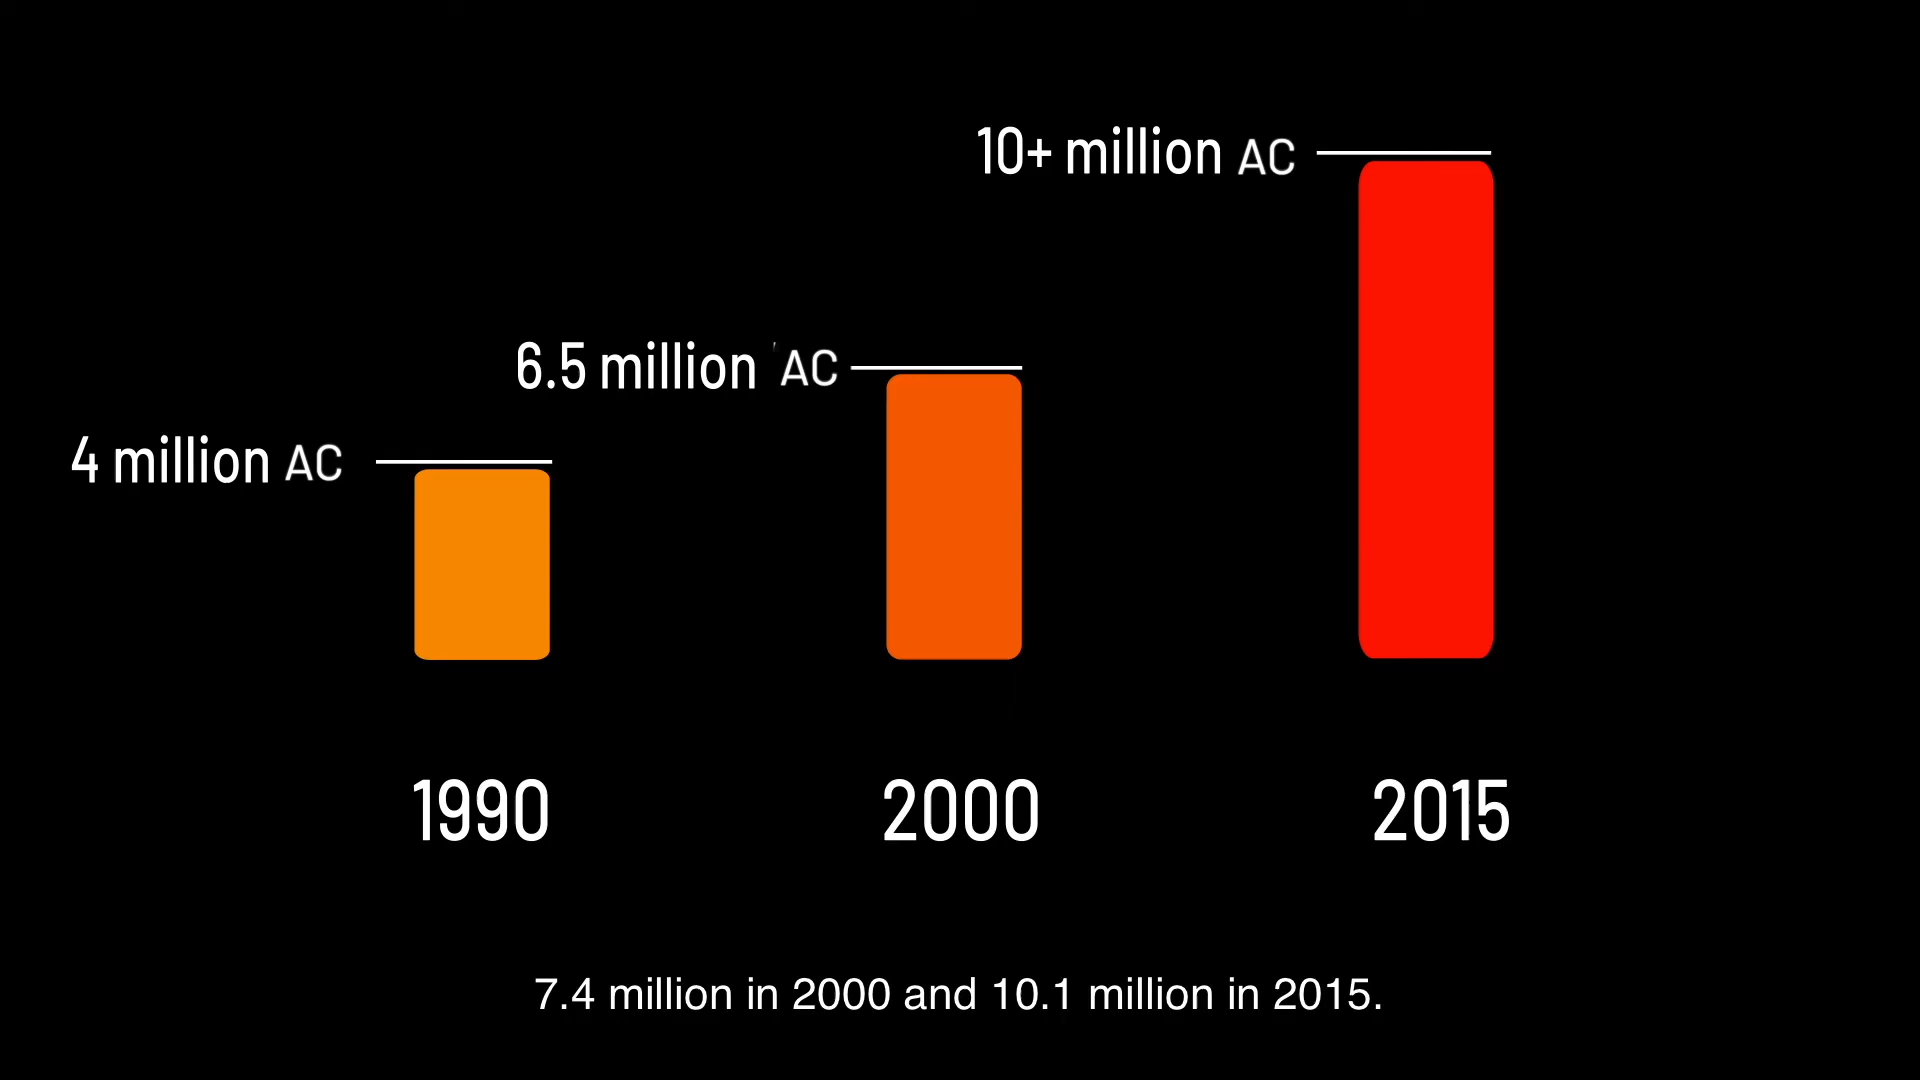 10+ million AC
6.5 million AC
4 million AC
1990
2000
2015
7.4 million in 2000 and 10.1 million in 2015.